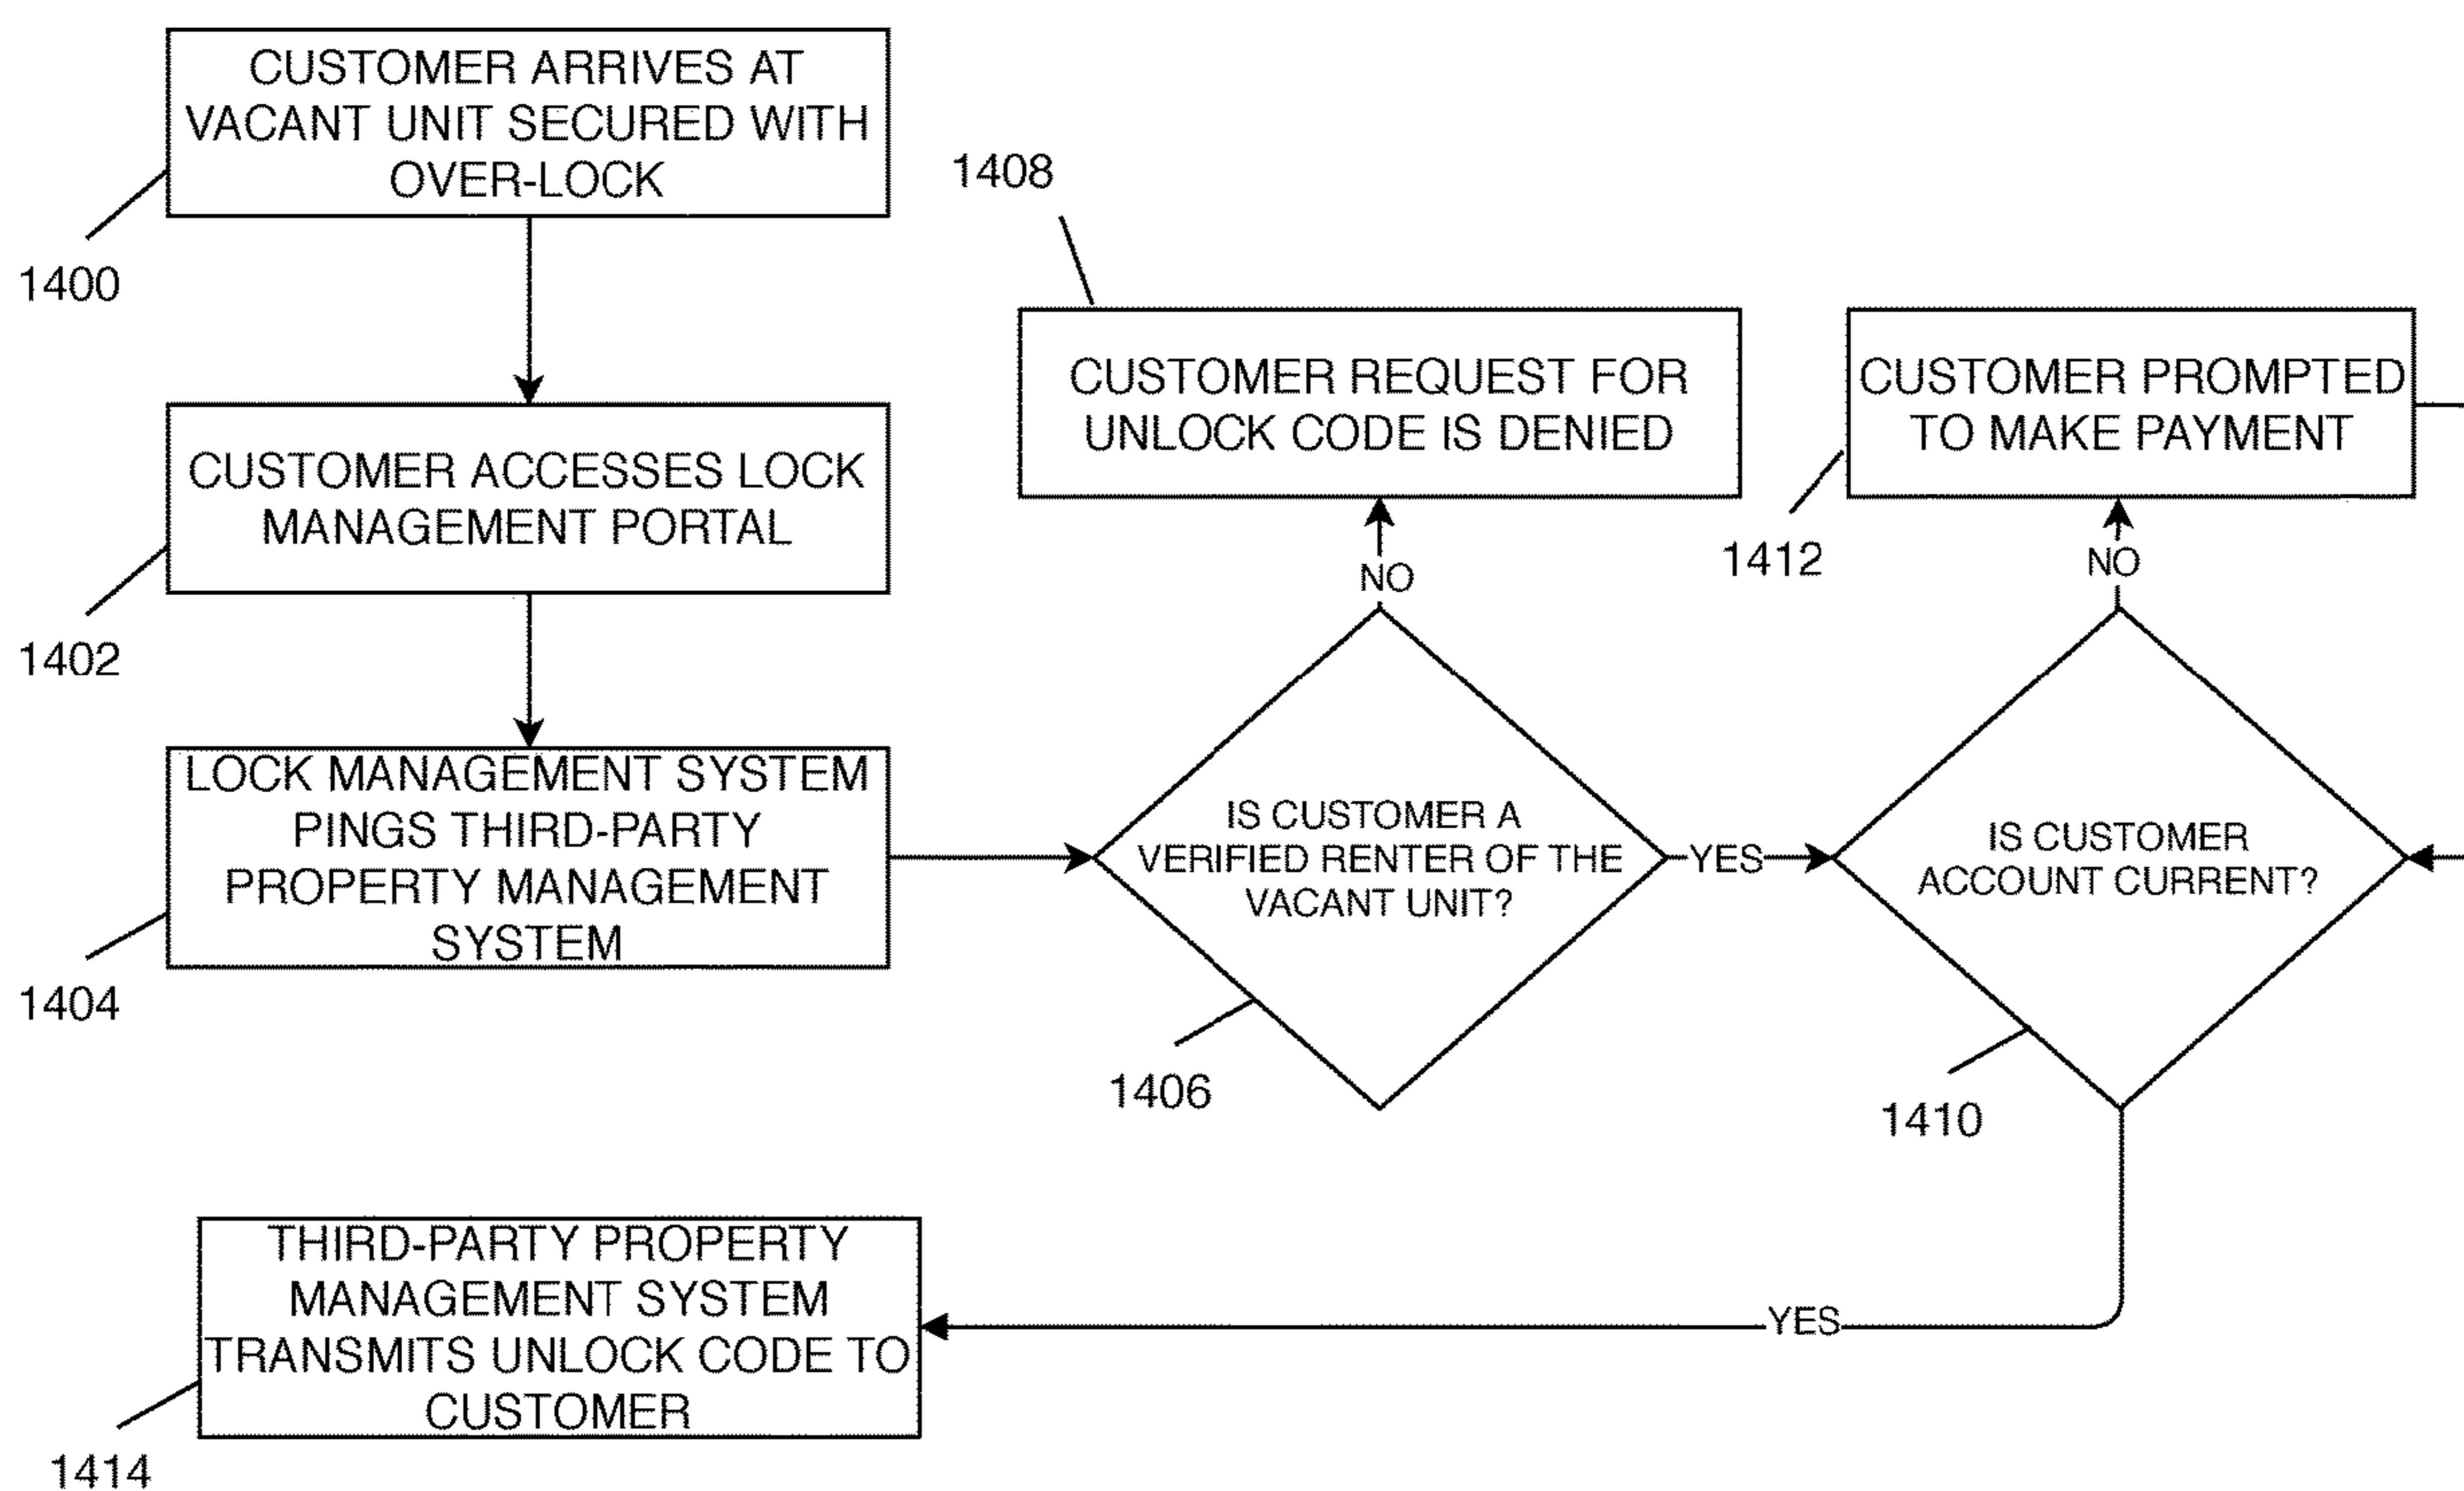 CUSTOMER ARRIVES AT
VACANT UNIT SECURED WITH
OVER-LOCK
1400
CUSTOMER ACCESSES LOCK
MANAGEMENT PORTAL
1402
LOCK MANAGEMENT SYSTEM
PINGS THIRD-PARTY
PROPERTY MANAGEMENT
SYSTEM
1404
1408
CUSTOMER REQUEST FOR
UNLOCK CODE IS DENIED
NO
IS CUSTOMER A
VERIFIED RENTER OF THE
VACANT UNIT?
1406
YES
CUSTOMER PROMPTED
TO MAKE PAYMENT
1412
NO
IS CUSTOMER
ACCOUNT CURRENT?
1410
YES
THIRD-PARTY PROPERTY
MANAGEMENT SYSTEM
TRANSMITS UNLOCK CODE TO
CUSTOMER
1414